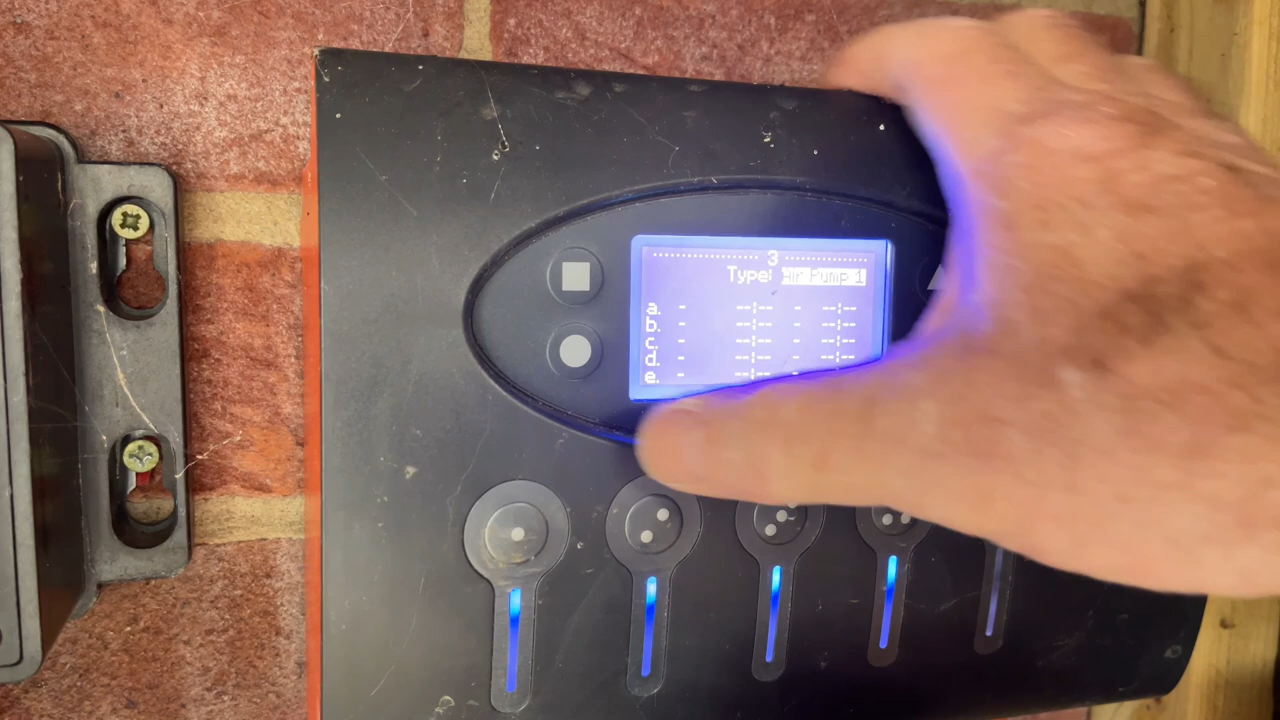 3
Type: Air Pump 1
a. - --:-- - --:--
b. - --:-- - --:--
c. - --:-- - --:--
d. - --:-- - --:--
e. -